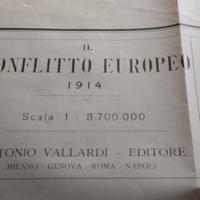 IL
ONFLITTO EUROPEO
1914
Scala 1 : 3.700.000
TONIO VALLARDI - EDITORE
MILANO - GENOVA - ROMA - NAPOLI